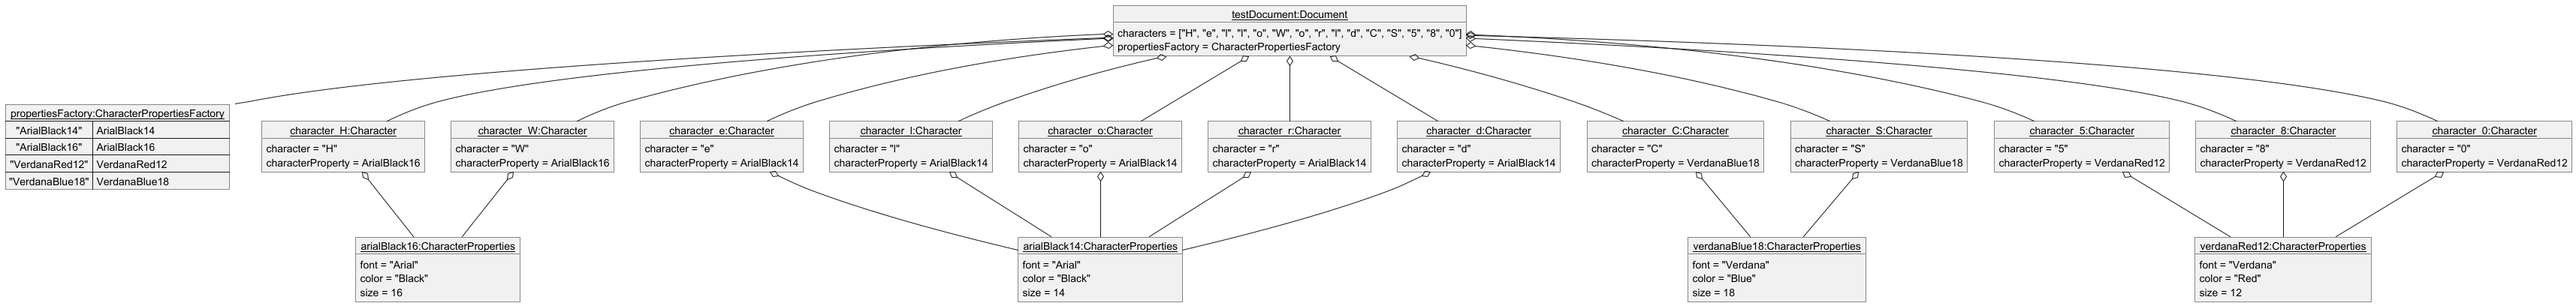 testDocument:Document
characters = ["H", "e", "l", "l", "o", "W", "o", "r", "l", "d", "C", "S", "5", "8", "0"]
propertiesFactory = CharacterPropertiesFactory
propertiesFactory:CharacterPropertiesFactory
"ArialBlack14" ArialBlack14
"ArialBlack16" ArialBlack16
"VerdanaRed12" VerdanaRed12
"VerdanaBlue18" VerdanaBlue18
character_H:Character
character = "H"
characterProperty = ArialBlack16
character_W:Character
character = "W"
characterProperty = ArialBlack16
character_e:Character
character = "e"
characterProperty = ArialBlack14
character_l:Character
character = "l"
characterProperty = ArialBlack14
character_o:Character
character = "o"
characterProperty = ArialBlack14
character_r:Character
character = "r"
characterProperty = ArialBlack14
character_d:Character
character = "d"
characterProperty = ArialBlack14
character_C:Character
character = "C"
characterProperty = VerdanaBlue18
character_S:Character
character = "S"
characterProperty = VerdanaBlue18
character_5:Character
character = "5"
characterProperty = VerdanaRed12
character_8:Character
character = "8"
characterProperty = VerdanaRed12
character_0:Character
character = "0"
characterProperty = VerdanaRed12
arialBlack16:CharacterProperties
font = "Arial"
color = "Black"
size = 16
arialBlack14:CharacterProperties
font = "Arial"
color = "Black"
size = 14
verdanaBlue18:CharacterProperties
font = "Verdana"
color = "Blue"
size = 18
verdanaRed12:CharacterProperties
font = "Verdana"
color = "Red"
size = 12